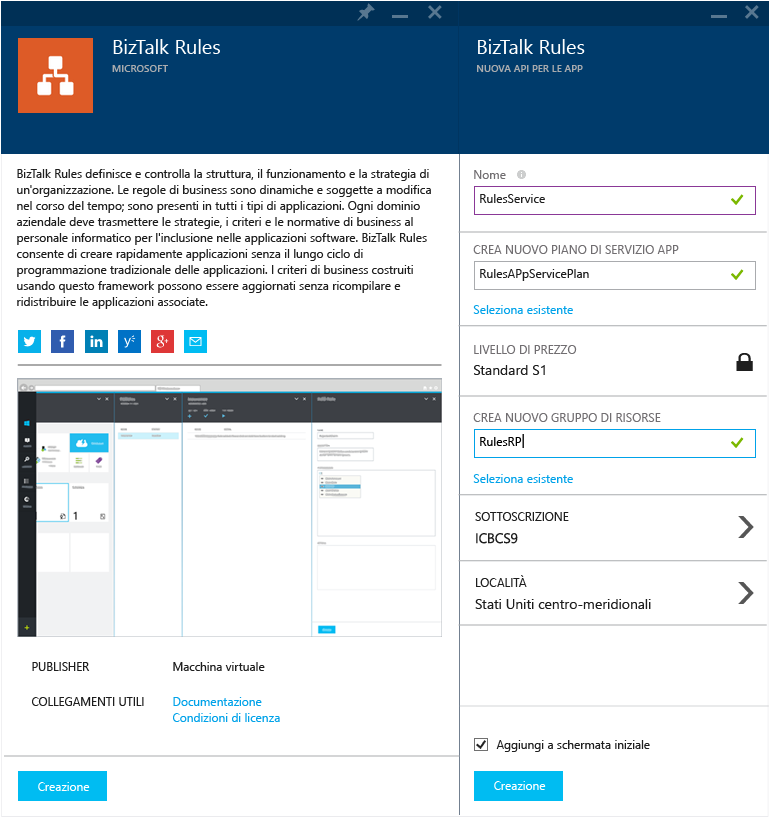 BizTalk Rules
MICROSOFT
BizTalk Rules definisce e controlla la struttura, il funzionamento e la strategia di
un'organizzazione. Le regole di business sono dinamiche e soggette a modifica
nel corso del tempo; sono presenti in tutti i tipi di applicazioni. Ogni dominio
aziendale deve trasmettere le strategie, i criteri e le normative di business al
personale informatico per l'inclusione nelle applicazioni software. BizTalk Rules
consente di creare rapidamente applicazioni senza il lungo ciclo di
programmazione tradizionale delle applicazioni. I criteri di business costruiti
usando questo framework possono essere aggiornati senza ricompilare e
ridistribuire le applicazioni associate.
f
in
y
g+
1
PUBLISHER
Macchina virtuale
COLLEGAMENTI UTILI
Documentazione
Condizioni di licenza
Creazione
BizTalk Rules
NUOVA API PER LE APP
Nome
RulesService
CREA NUOVO PIANO DI SERVIZIO APP
RulesAPpServicePlan
Seleziona esistente
LIVELLO DI PREZZO
Standard S1
CREA NUOVO GRUPPO DI RISORSE
RulesRP
Seleziona esistente
SOTTOSCRIZIONE
ICBCS9
LOCALITÀ
Stati Uniti centro-meridionali
Aggiungi a schermata iniziale
Creazione